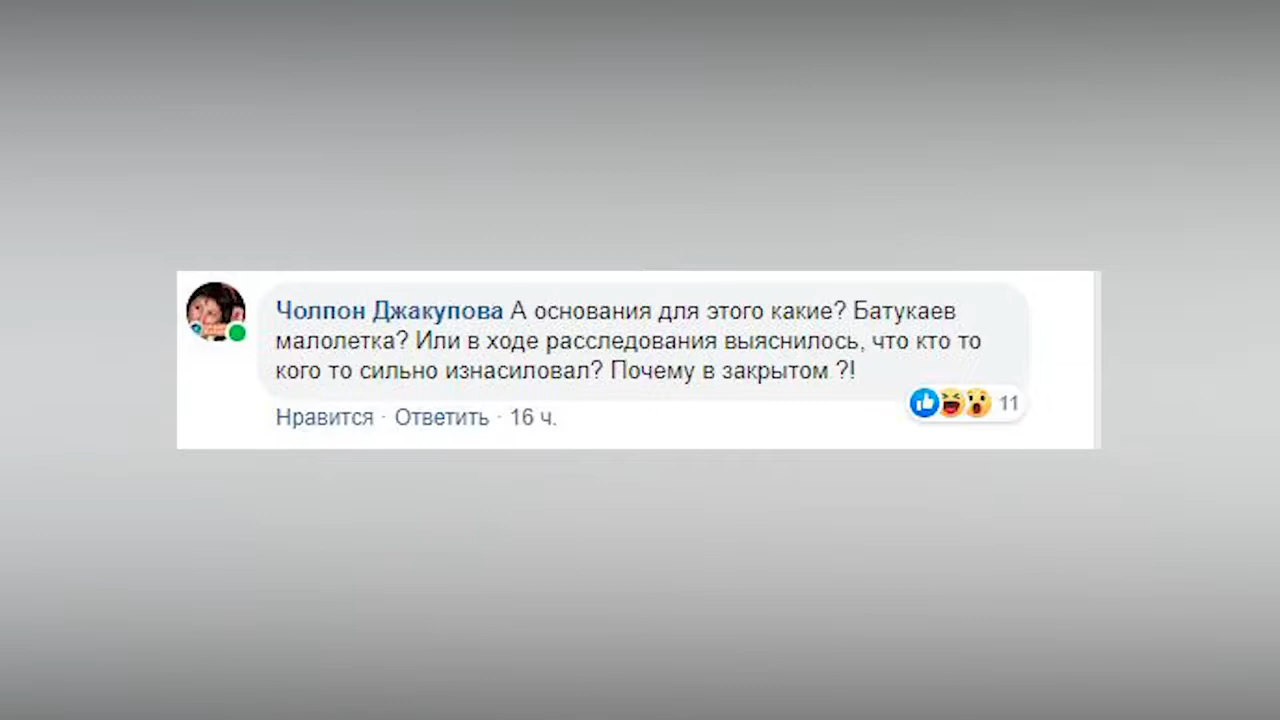 Чолпон Джакупова А основания для этого какие? Батукаев
малолетка? Или в ходе расследования выяснилось, что кто то
кого то сильно изнасиловал? Почему в закрытом ?!
Нравится · Ответить · 16 ч.
11